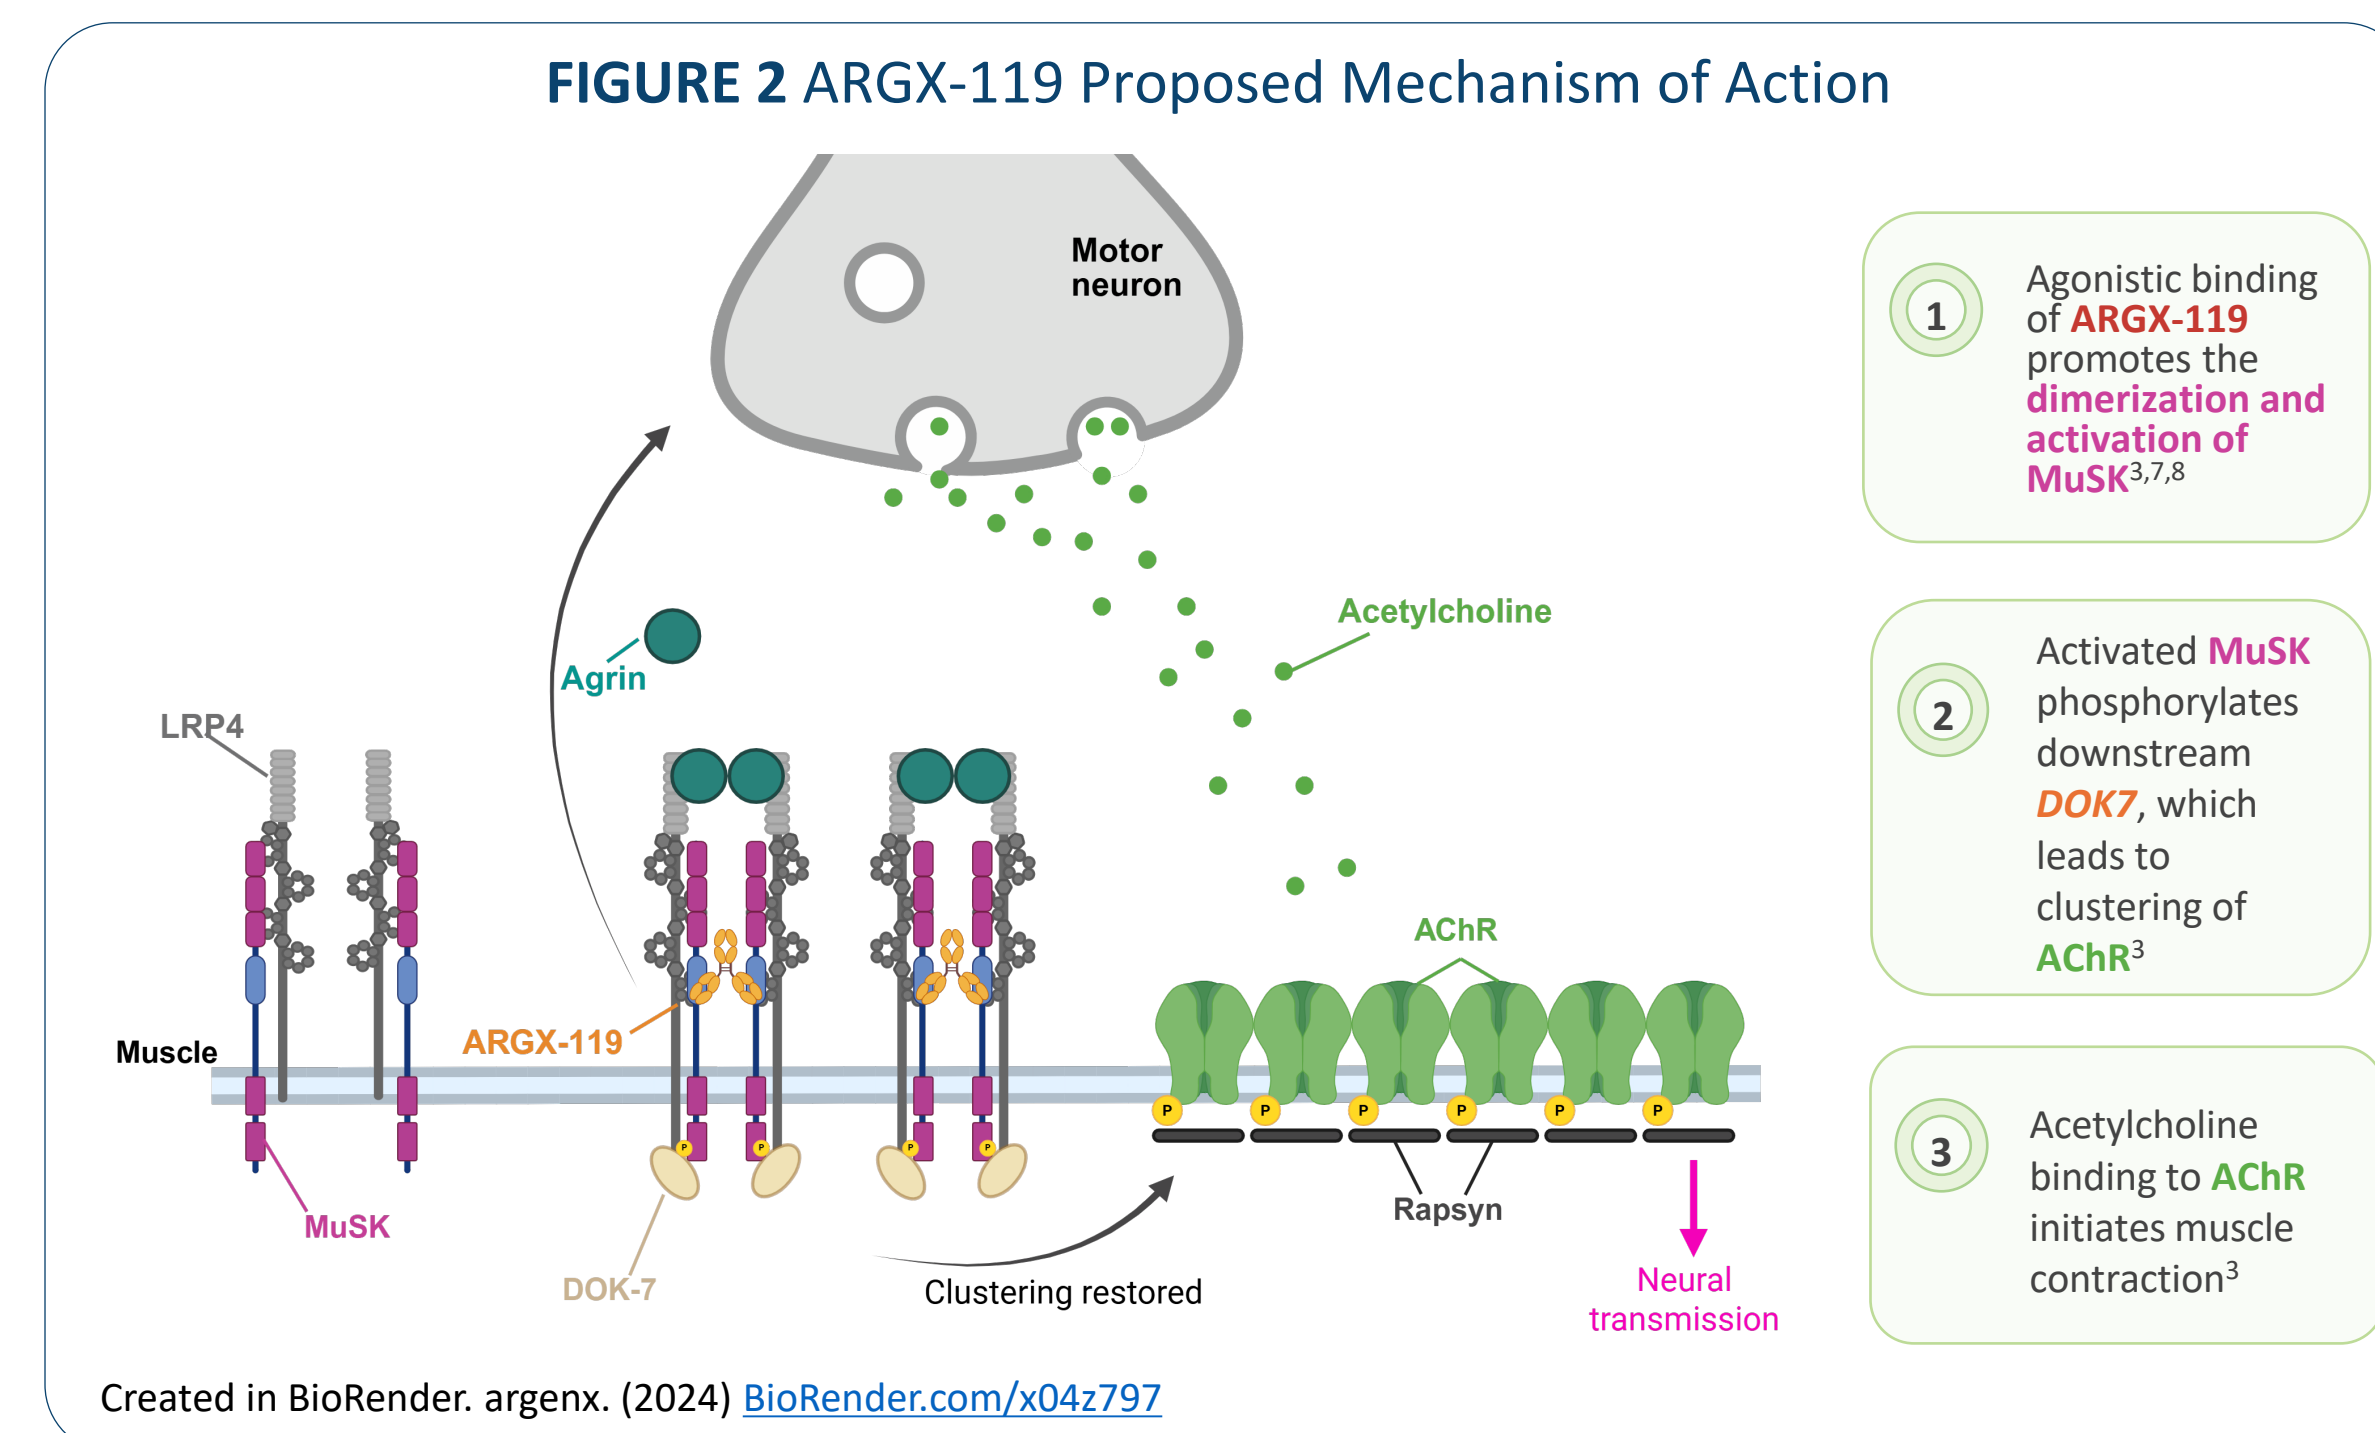 FIGURE 2 ARGX-119 Proposed Mechanism of Action
Motor
neuron
Acetylcholine
Agrin
LRP4
AChR
ARGX-119
Muscle
P
P
P
P
P
P
P
P
P
P
Rapsyn
MuSK
DOK-7
Clustering restored
Neural
transmission
1
Agonistic binding
of ARGX-119
promotes the
dimerization and
activation of
MuSK3,7,8
2
Activated MuSK
phosphorylates
downstream
DOK7, which
leads to
clustering of
AChR3
3
Acetylcholine
binding to AChR
initiates muscle
contraction3
Created in BioRender. argenx. (2024) BioRender.com/x04z797